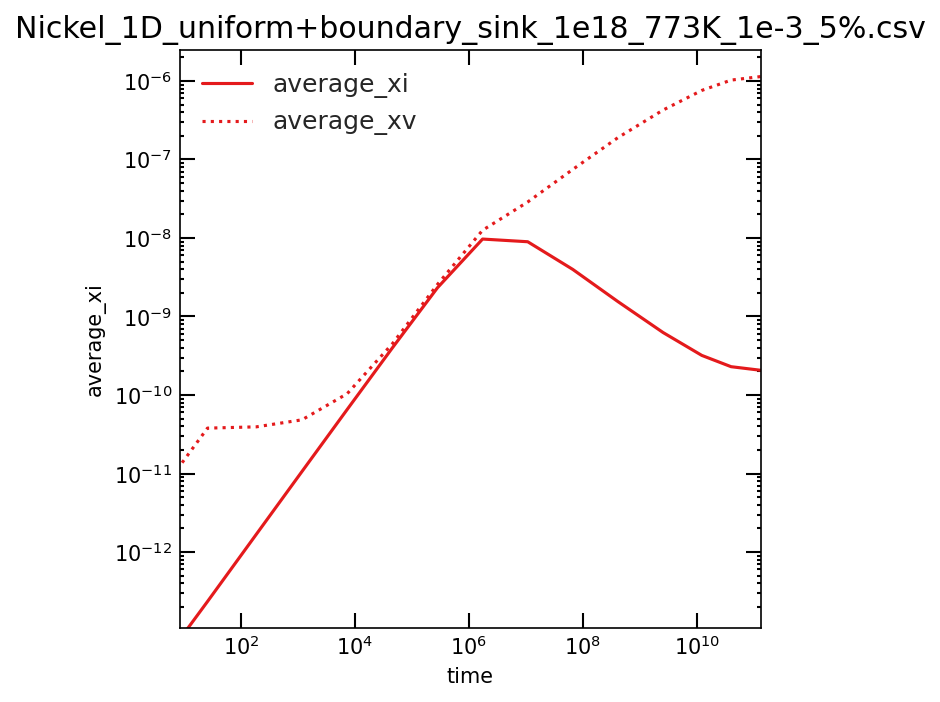 Nickel_1D_uniform+boundary_sink_1e18_773K_1e-3_5%.csv
average_xi
average_xv
10⁻⁶
10⁻⁷
10⁻⁸
10⁻⁹
10⁻¹⁰
10⁻¹¹
10⁻¹²
average_xi
10² 10⁴ 10⁶ 10⁸ 10¹⁰
time